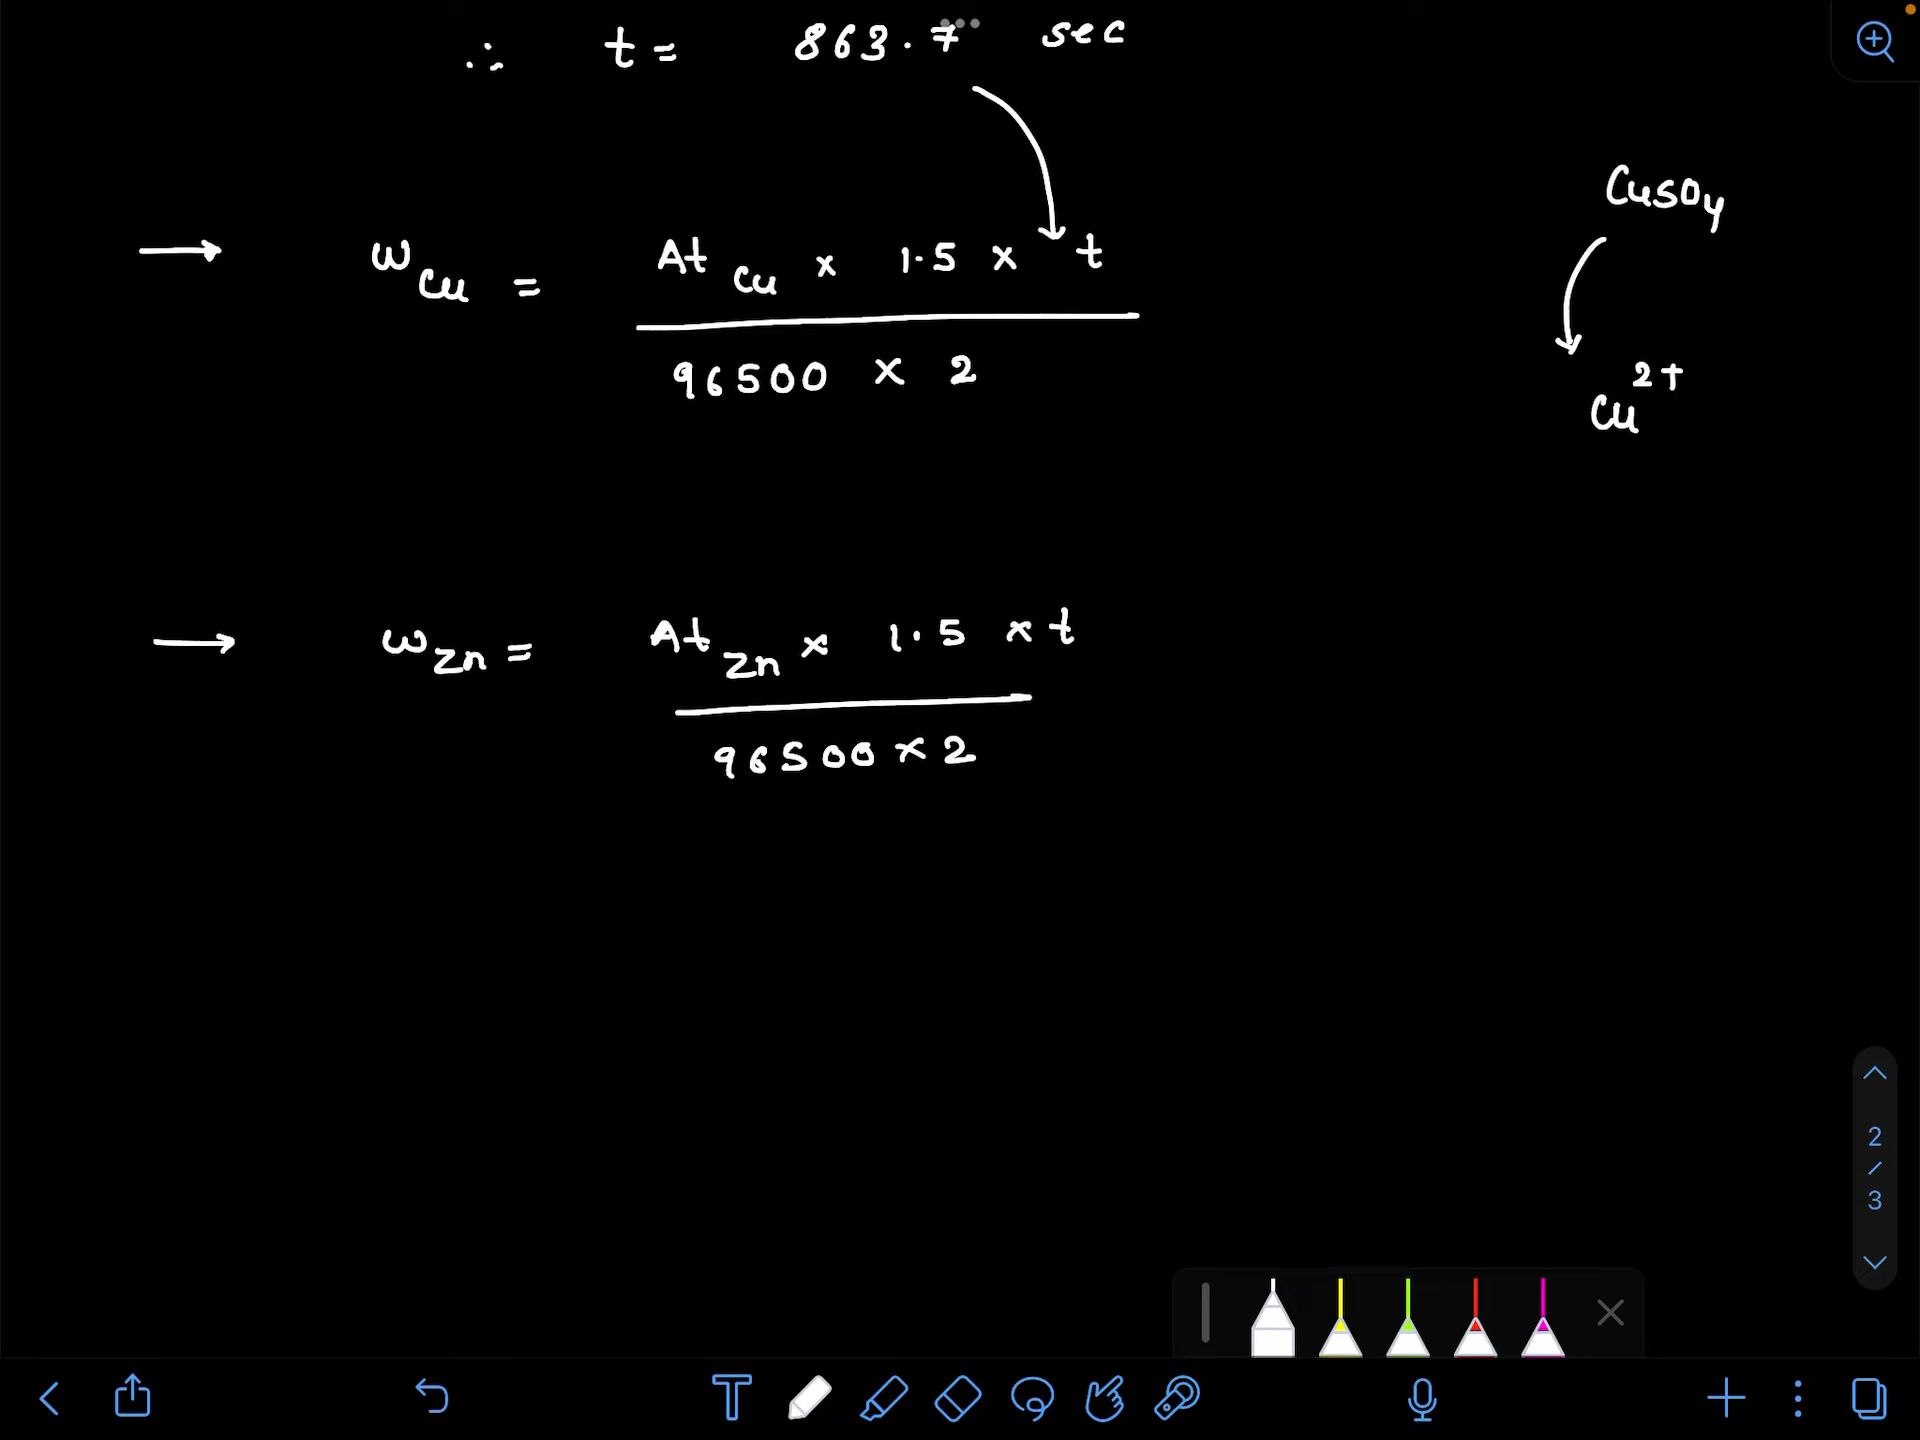 ∴ t = 863.7 sec
CuSO4
→ WCu = AtCu × 1.5 × t
96500 × 2
Cu2+
→ WZn = AtZn × 1.5 × t
96500 × 2
2
/
3
T